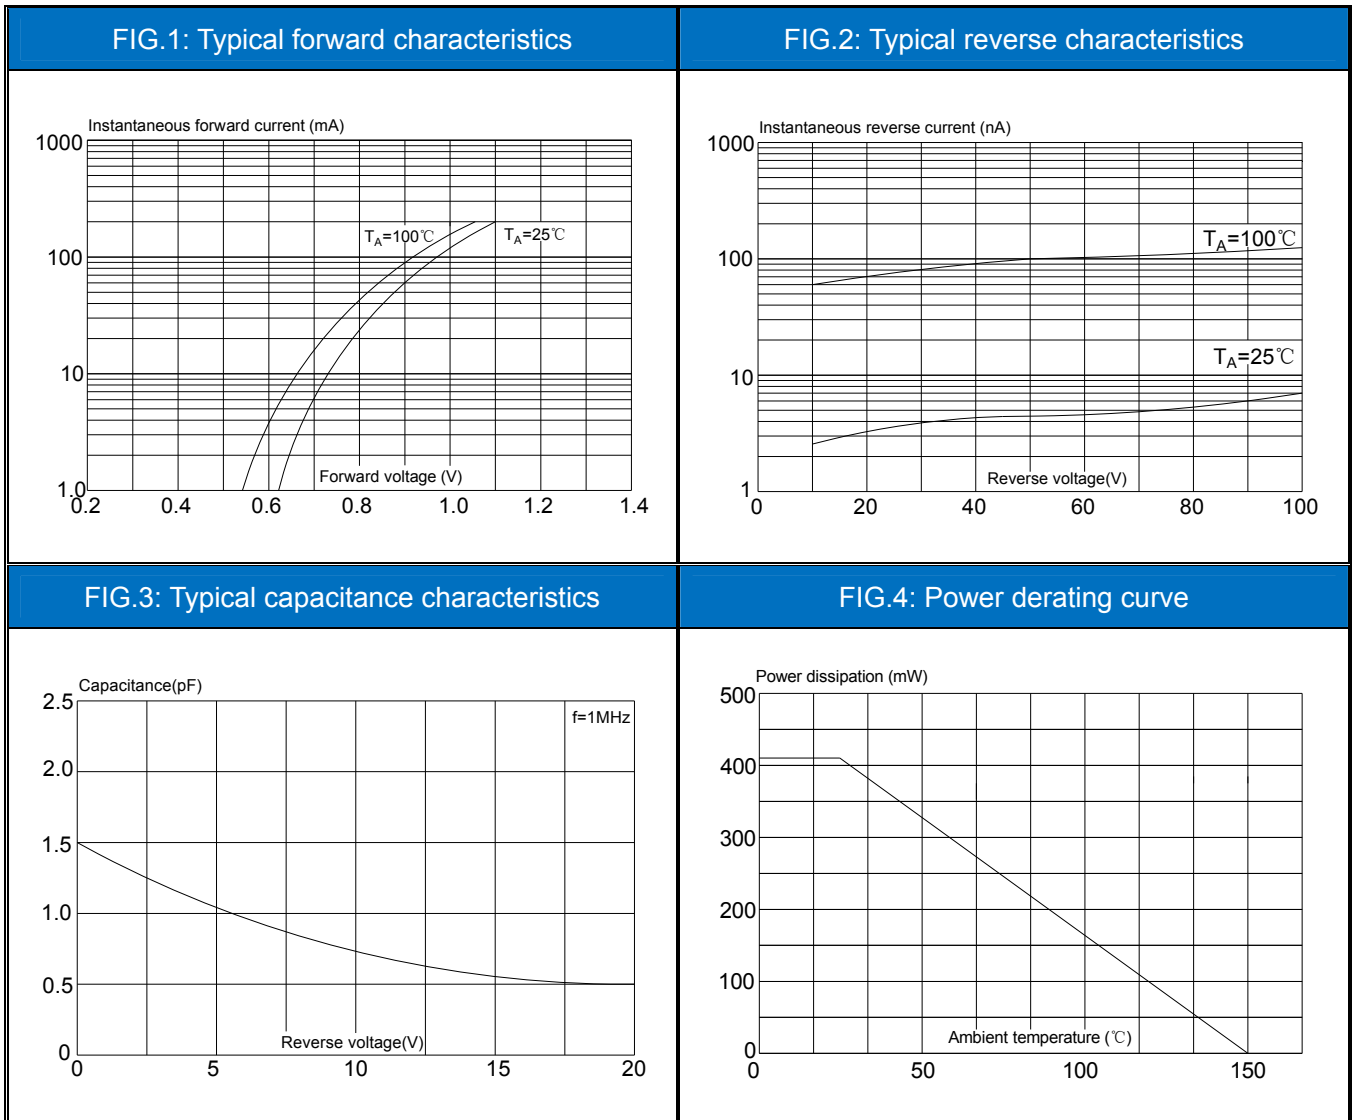 FIG.1: Typical forward characteristics
FIG.2: Typical reverse characteristics
Instantaneous forward current (mA)
1000
100
10
1.0
T_A=100℃
T_A=25℃
Forward voltage (V)
0.2 0.4 0.6 0.8 1.0 1.2 1.4
Instantaneous reverse current (nA)
1000
100
10
1
T_A=100℃
T_A=25℃
Reverse voltage(V)
0 20 40 60 80 100
FIG.3: Typical capacitance characteristics
FIG.4: Power derating curve
Capacitance(pF)
2.5
2.0
1.5
1.0
0.5
0
f=1MHz
Reverse voltage(V)
0 5 10 15 20
Power dissipation (mW)
500
400
300
200
100
0
Ambient temperature (℃)
0 50 100 150